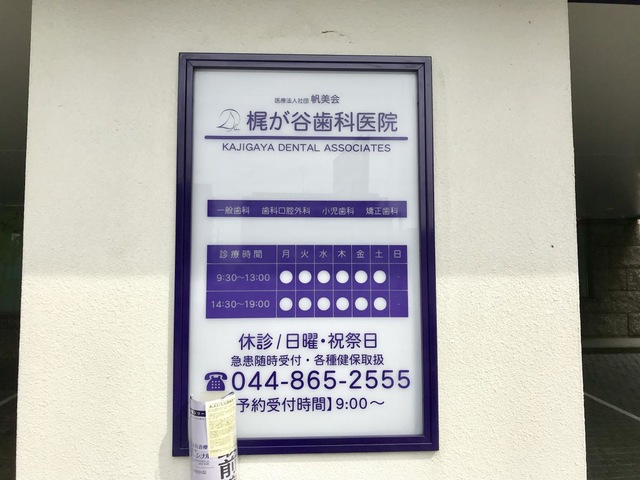 医療法人社団 帆美会
梶が谷歯科医院
KAJIGAYA DENTAL ASSOCIATES
一般歯科 歯科口腔外科 小児歯科 矯正歯科
診療時間 月 火 水 木 金 土 日
9:30~13:00 ● ● ● ● ● ● -
14:30~19:00 ● ● ● ● ● ● -
休診/日曜・祝祭日
急患随時受付・各種健保取扱
☎044-865-2555
予約受付時間】9:00~
前